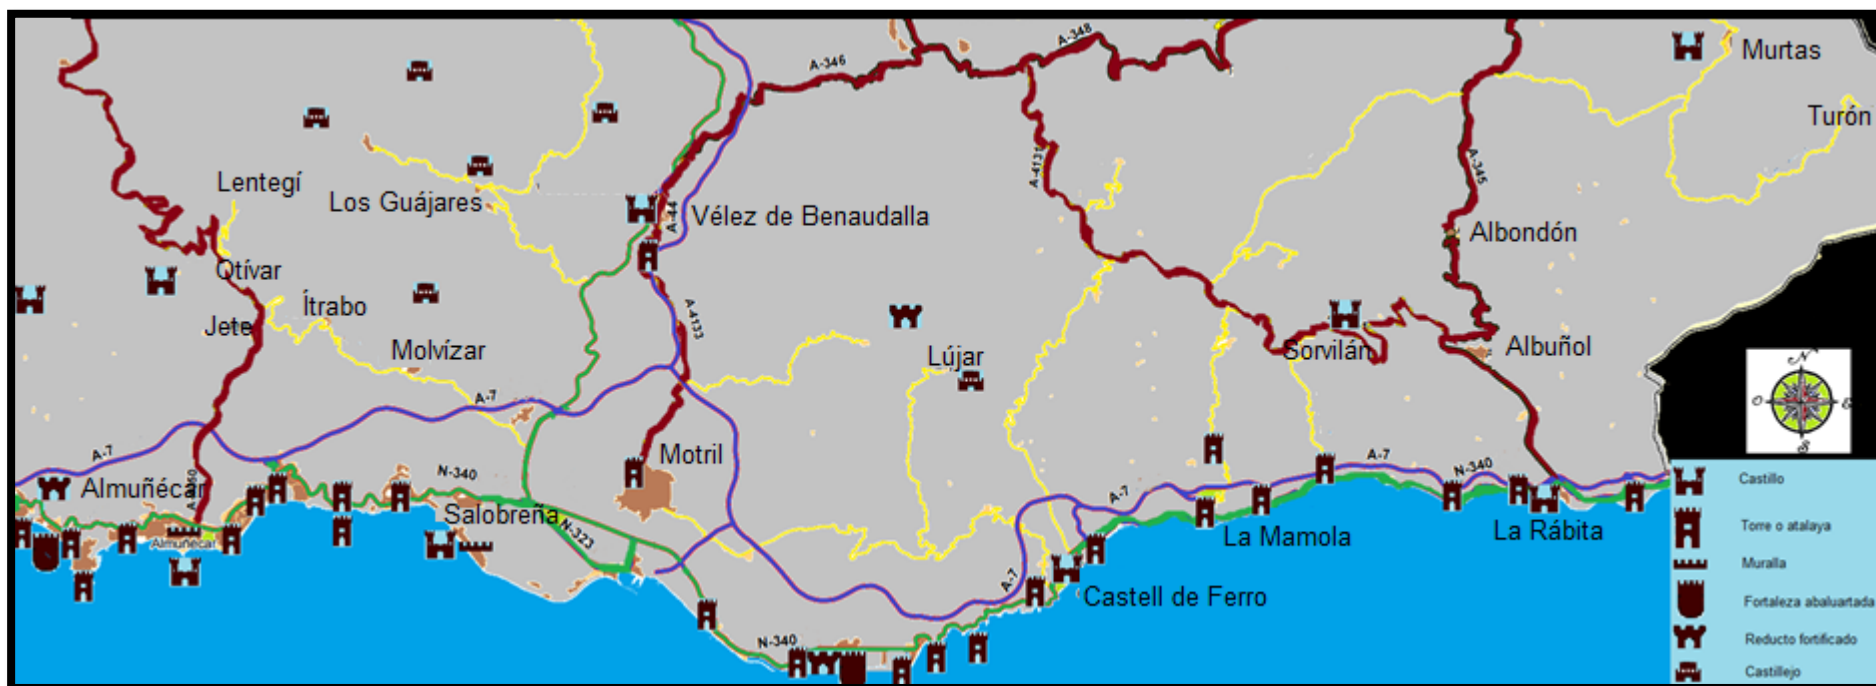 A-348
Murtas
A-346
Turón
A-4131
A-345
Lentegí
Los Guájares
A-44
Vélez de Benaudalla
Albondón
Otívar
Ítrabo
Jete
A-4133
Molvízar
Lújar
Sorvilán
Albuñol
N
O
E
S
A-7
A-7
Motril
A-7
N-340
Castillo
N-340
Almuñécar
A-7
Salobreña
N-323
La Mamola
La Rábita
Torre o atalaya
Almuñécar
Muralla
A-7
Castell de Ferro
Fortaleza abaluartada
N-340
Reducto fortificado
Castillejo